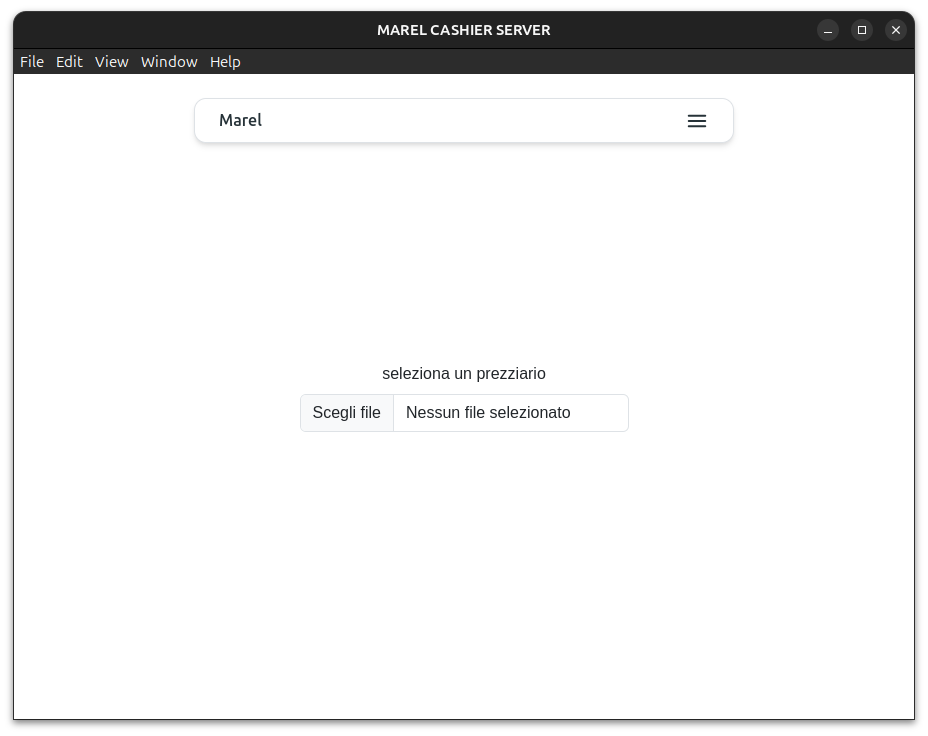 MAREL CASHIER SERVER
File Edit View Window Help
Marel
seleziona un prezziario
Scegli file Nessun file selezionato